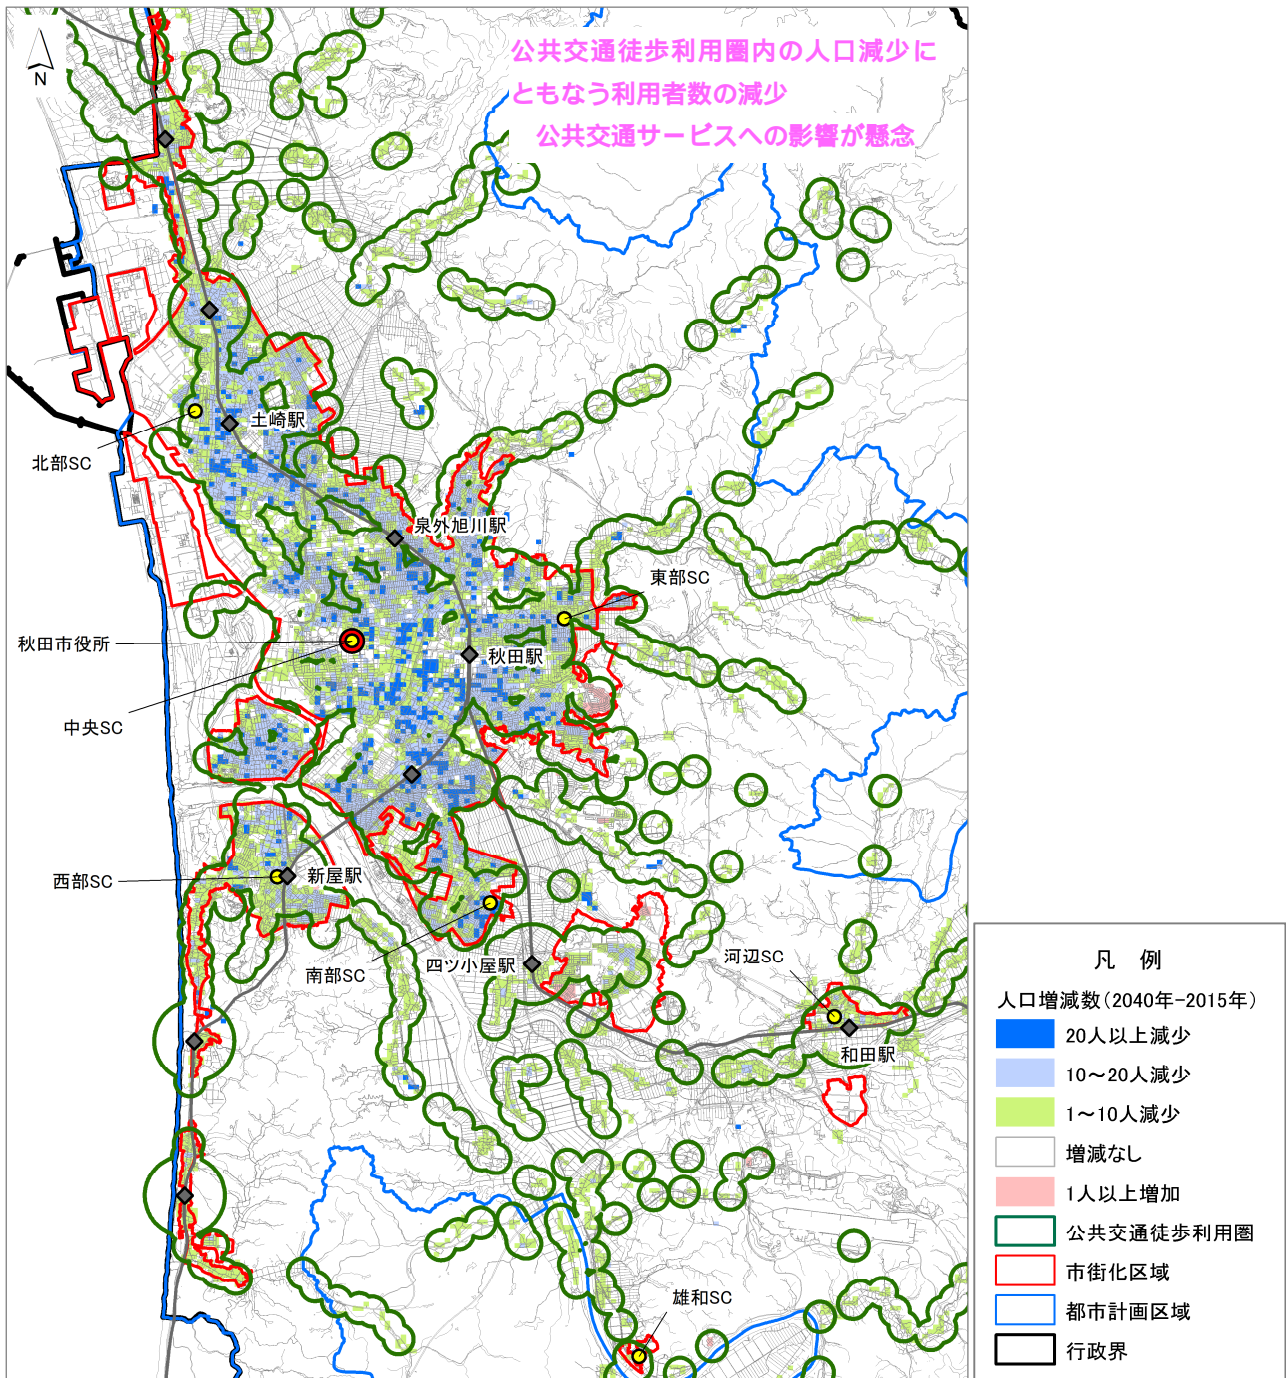 公共交通徒歩利用圏内の人口減少に
ともなう利用者数の減少
公共交通サービスへの影響が懸念
N
土崎駅
北部SC
泉外旭川駅
東部SC
秋田市役所
秋田駅
中央SC
西部SC
新屋駅
南部SC
四ツ小屋駅
河辺SC
和田駅
雄和SC
凡 例
人口増減数(2040年-2015年)
20人以上減少
10～20人減少
1～10人減少
増減なし
1人以上増加
公共交通徒歩利用圏
市街化区域
都市計画区域
行政界